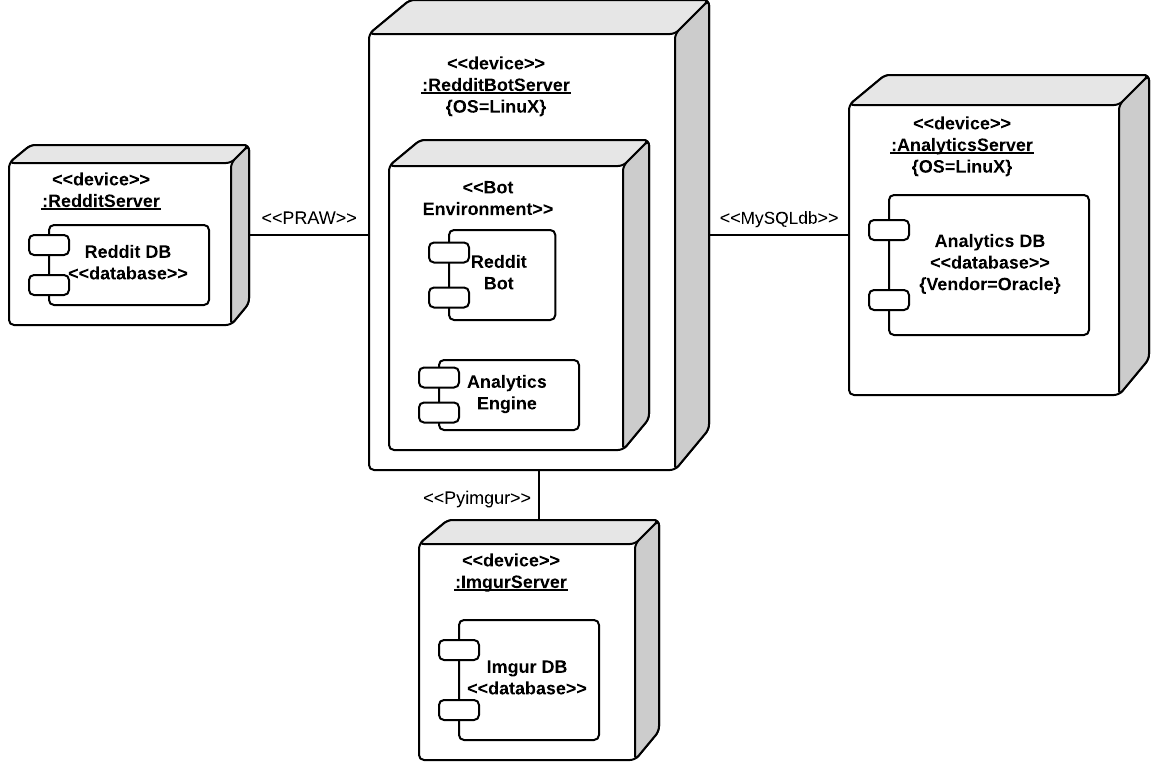 <<device>>
:RedditServer
Reddit DB
<<database>>
<<PRAW>>
<<device>>
:RedditBotServer
{OS=LinuX}
<<Bot
Environment>>
Reddit
Bot
Analytics
Engine
<<MySQLdb>>
<<device>>
:AnalyticsServer
{OS=LinuX}
Analytics DB
<<database>>
{Vendor=Oracle}
<<Pyimgur>>
<<device>>
:ImgurServer
Imgur DB
<<database>>